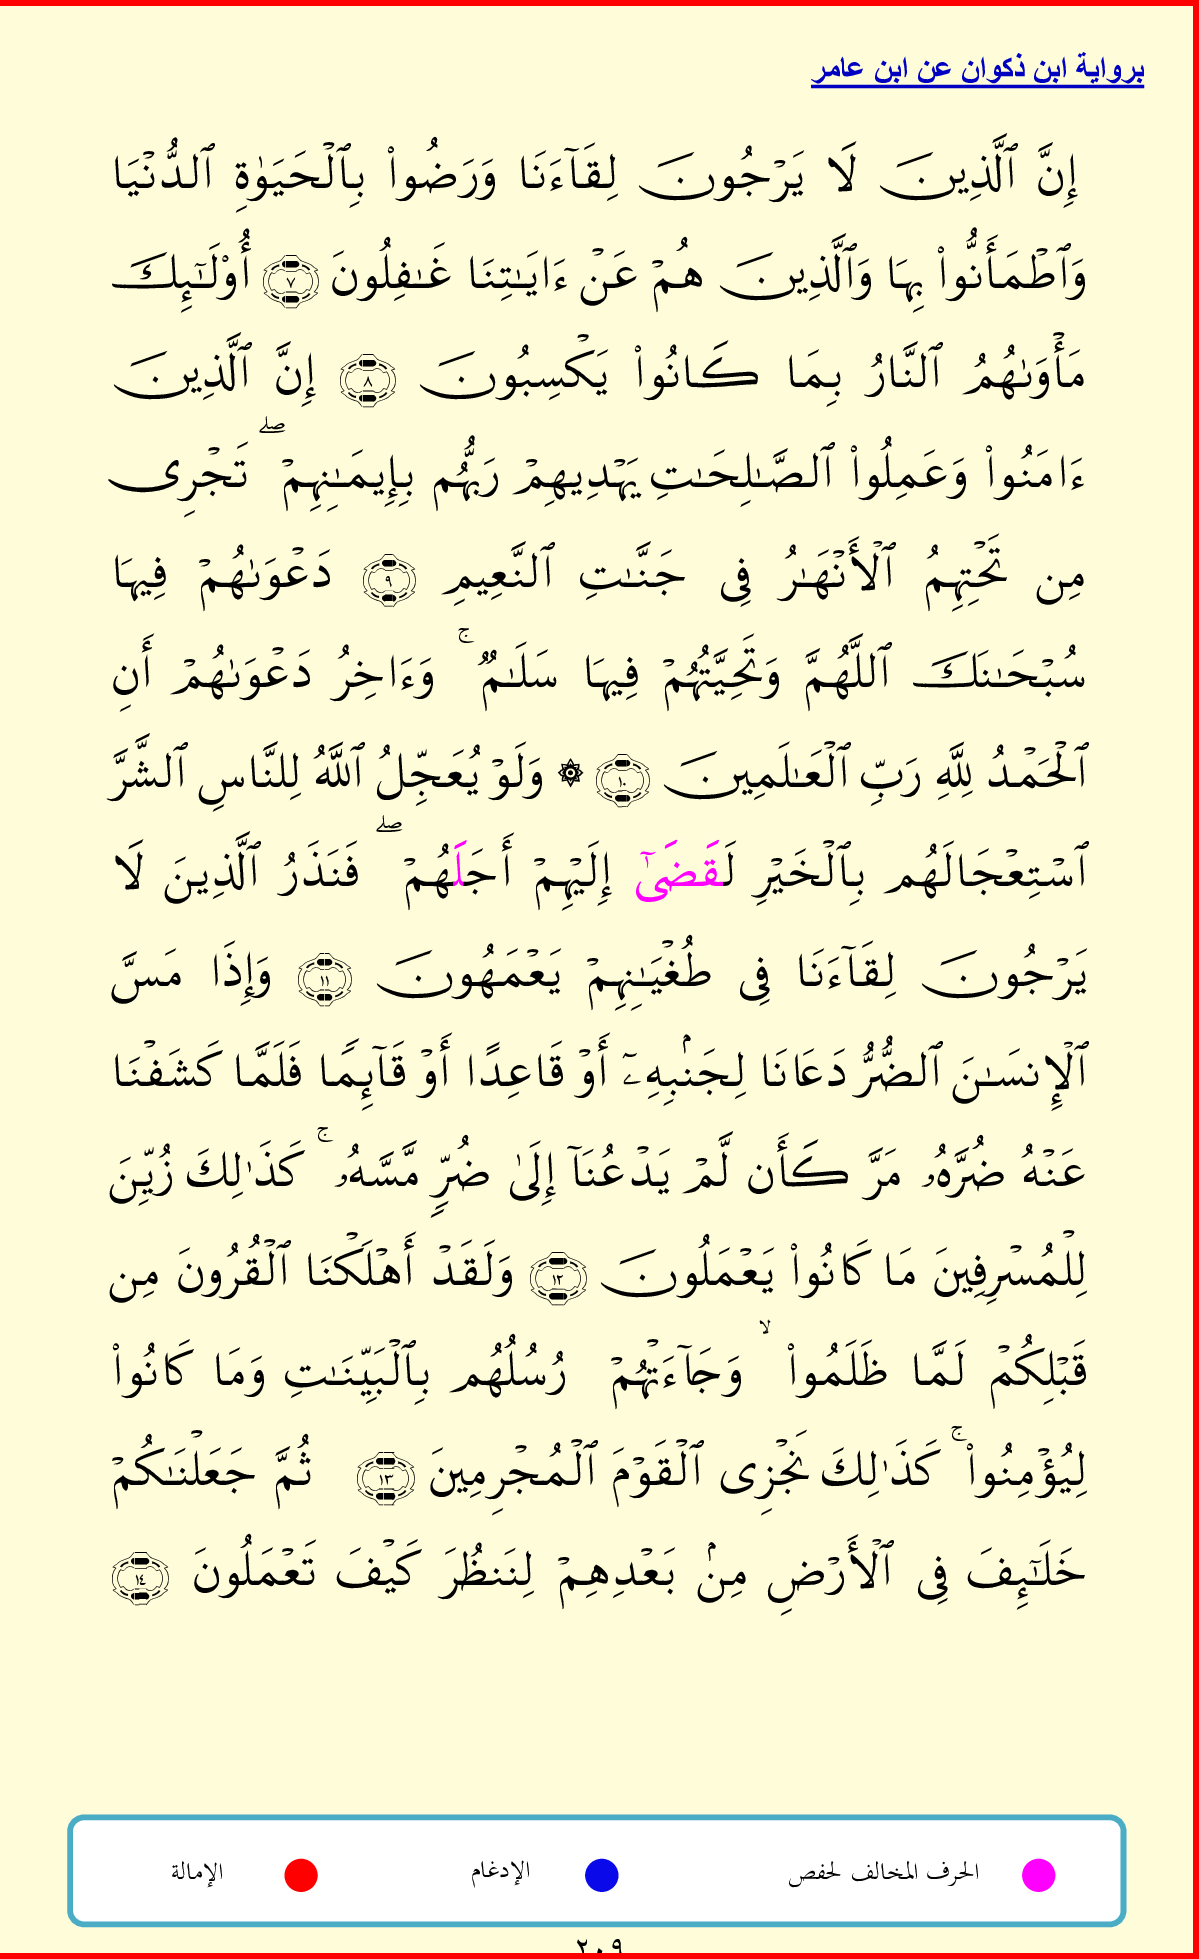 برواية ابن ذكوان عن ابن عامر
إِنَّ ٱلَّذِينَ لَا يَرْجُونَ لِقَآءَنَا وَرَضُوا۟ بِٱلْحَيَوٰةِ ٱلدُّنْيَا
وَٱطْمَأَنُّوا۟ بِهَا وَٱلَّذِينَ هُمْ عَنْ ءَايَـٰتِنَا غَـٰفِلُونَ ٧ أُو۟لَـٰٓئِكَ
مَأْوَىٰهُمُ ٱلنَّارُ بِمَا كَانُوا۟ يَكْسِبُونَ ٨ إِنَّ ٱلَّذِينَ
ءَامَنُوا۟ وَعَمِلُوا۟ ٱلصَّـٰلِحَـٰتِ يَهْدِيهِمْ رَبُّهُم بِإِيمَـٰنِهِمْ ۖ تَجْرِى
مِن تَحْتِهِمُ ٱلْأَنْهَـٰرُ فِى جَنَّـٰتِ ٱلنَّعِيمِ ٩ دَعْوَىٰهُمْ فِيهَا
سُبْحَـٰنَكَ ٱللَّهُمَّ وَتَحِيَّتُهُمْ فِيهَا سَلَـٰمٌ ۚ وَءَاخِرُ دَعْوَىٰهُمْ أَنِ
ٱلْحَمْدُ لِلَّهِ رَبِّ ٱلْعَـٰلَمِينَ ١٠ ۞ وَلَوْ يُعَجِّلُ ٱللَّهُ لِلنَّاسِ ٱلشَّرَّ
ٱسْتِعْجَالَهُم بِٱلْخَيْرِ لَقَضَىٰٓ إِلَيْهِمْ أَجَلَهُمْ ۖ فَنَذَرُ ٱلَّذِينَ لَا
يَرْجُونَ لِقَآءَنَا فِى طُغْيَـٰنِهِمْ يَعْمَهُونَ ١١ وَإِذَا مَسَّ
ٱلْإِنسَـٰنَ ٱلضُّرُّ دَعَانَا لِجَنۢبِهِۦٓ أَوْ قَاعِدًا أَوْ قَآئِمًا فَلَمَّا كَشَفْنَا
عَنْهُ ضُرَّهُۥ مَرَّ كَأَن لَّمْ يَدْعُنَآ إِلَىٰ ضُرٍّ مَّسَّهُۥ ۚ كَذَٰلِكَ زُيِّنَ
لِلْمُسْرِفِينَ مَا كَانُوا۟ يَعْمَلُونَ ١٢ وَلَقَدْ أَهْلَكْنَا ٱلْقُرُونَ مِن
قَبْلِكُمْ لَمَّا ظَلَمُوا۟ ۙ وَجَآءَتْهُمْ رُسُلُهُم بِٱلْبَيِّنَـٰتِ وَمَا كَانُوا۟
لِيُؤْمِنُوا۟ ۚ كَذَٰلِكَ نَجْزِى ٱلْقَوْمَ ٱلْمُجْرِمِينَ ١٣ ثُمَّ جَعَلْنَـٰكُمْ
خَلَـٰٓئِفَ فِى ٱلْأَرْضِ مِنۢ بَعْدِهِمْ لِنَنظُرَ كَيْفَ تَعْمَلُونَ ١٤
الحرف المخالف لحفص الإدغام الإمالة
٢٠٩